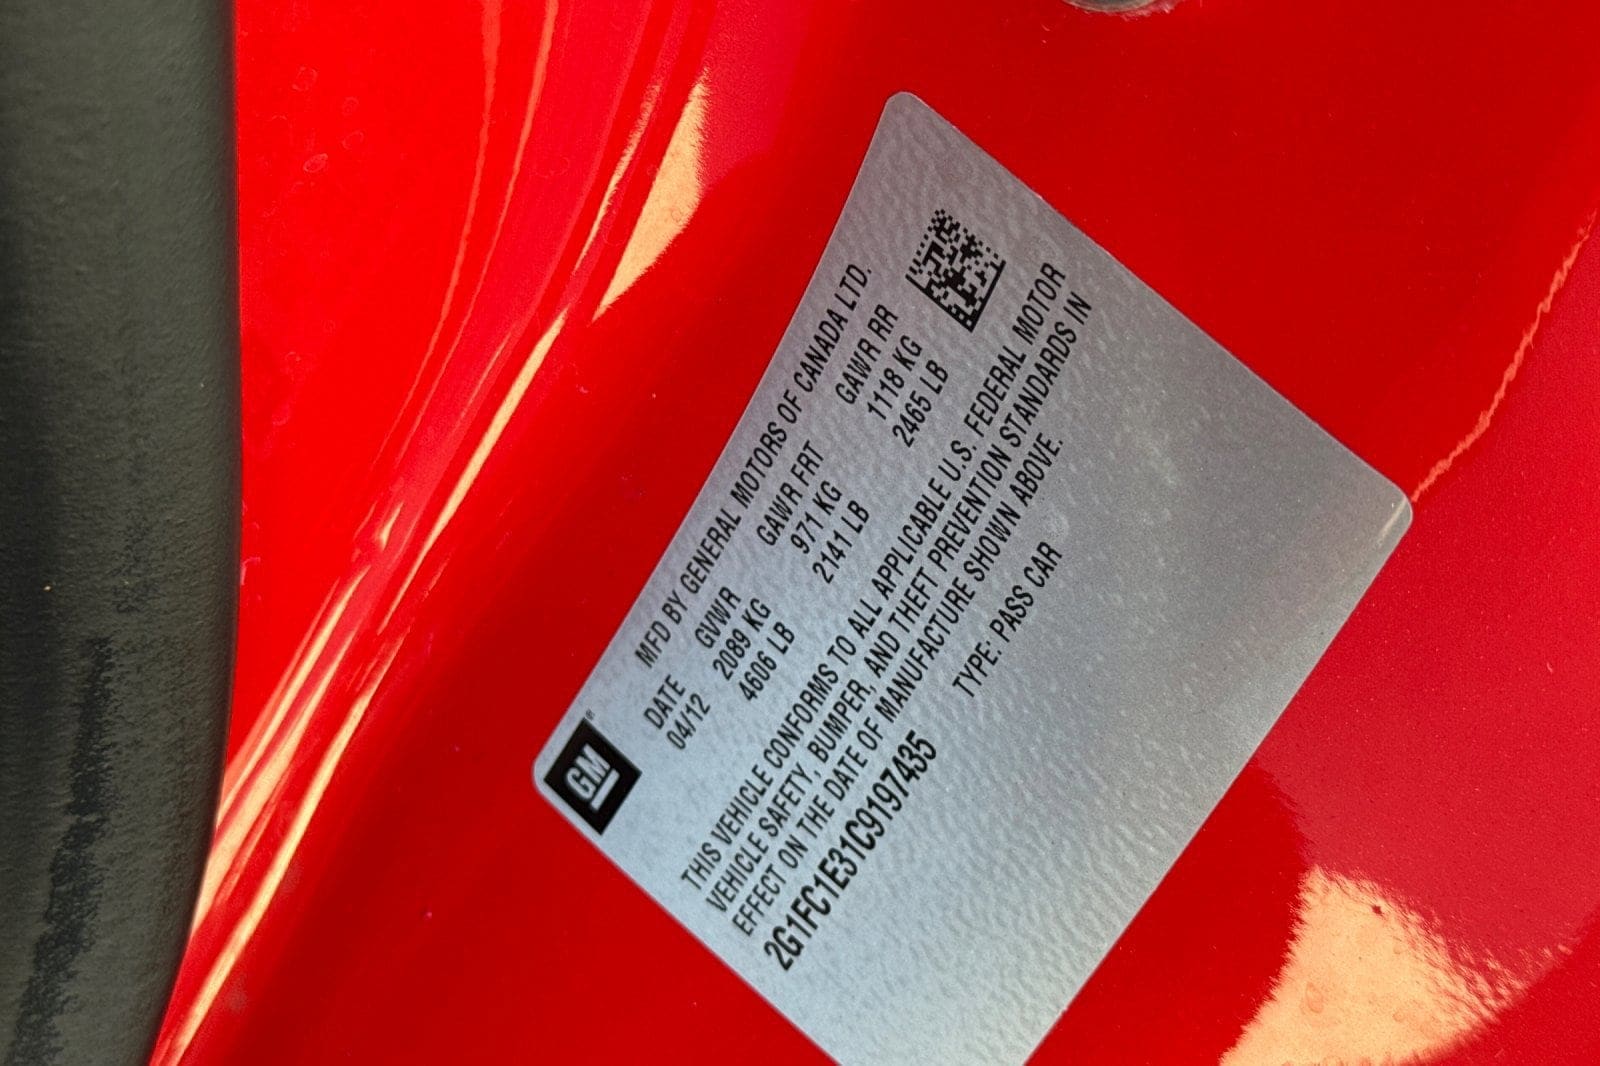 GM
MFD BY GENERAL MOTORS OF CANADA LTD.
DATE GVWR GAWR FRT GAWR RR
04/12 2089 KG 971 KG 1118 KG
4606 LB 2141 LB 2465 LB
THIS VEHICLE CONFORMS TO ALL APPLICABLE U.S. FEDERAL MOTOR
VEHICLE SAFETY, BUMPER, AND THEFT PREVENTION STANDARDS IN
EFFECT ON THE DATE OF MANUFACTURE SHOWN ABOVE.
2G1FC1E31C9197435 TYPE: PASS CAR